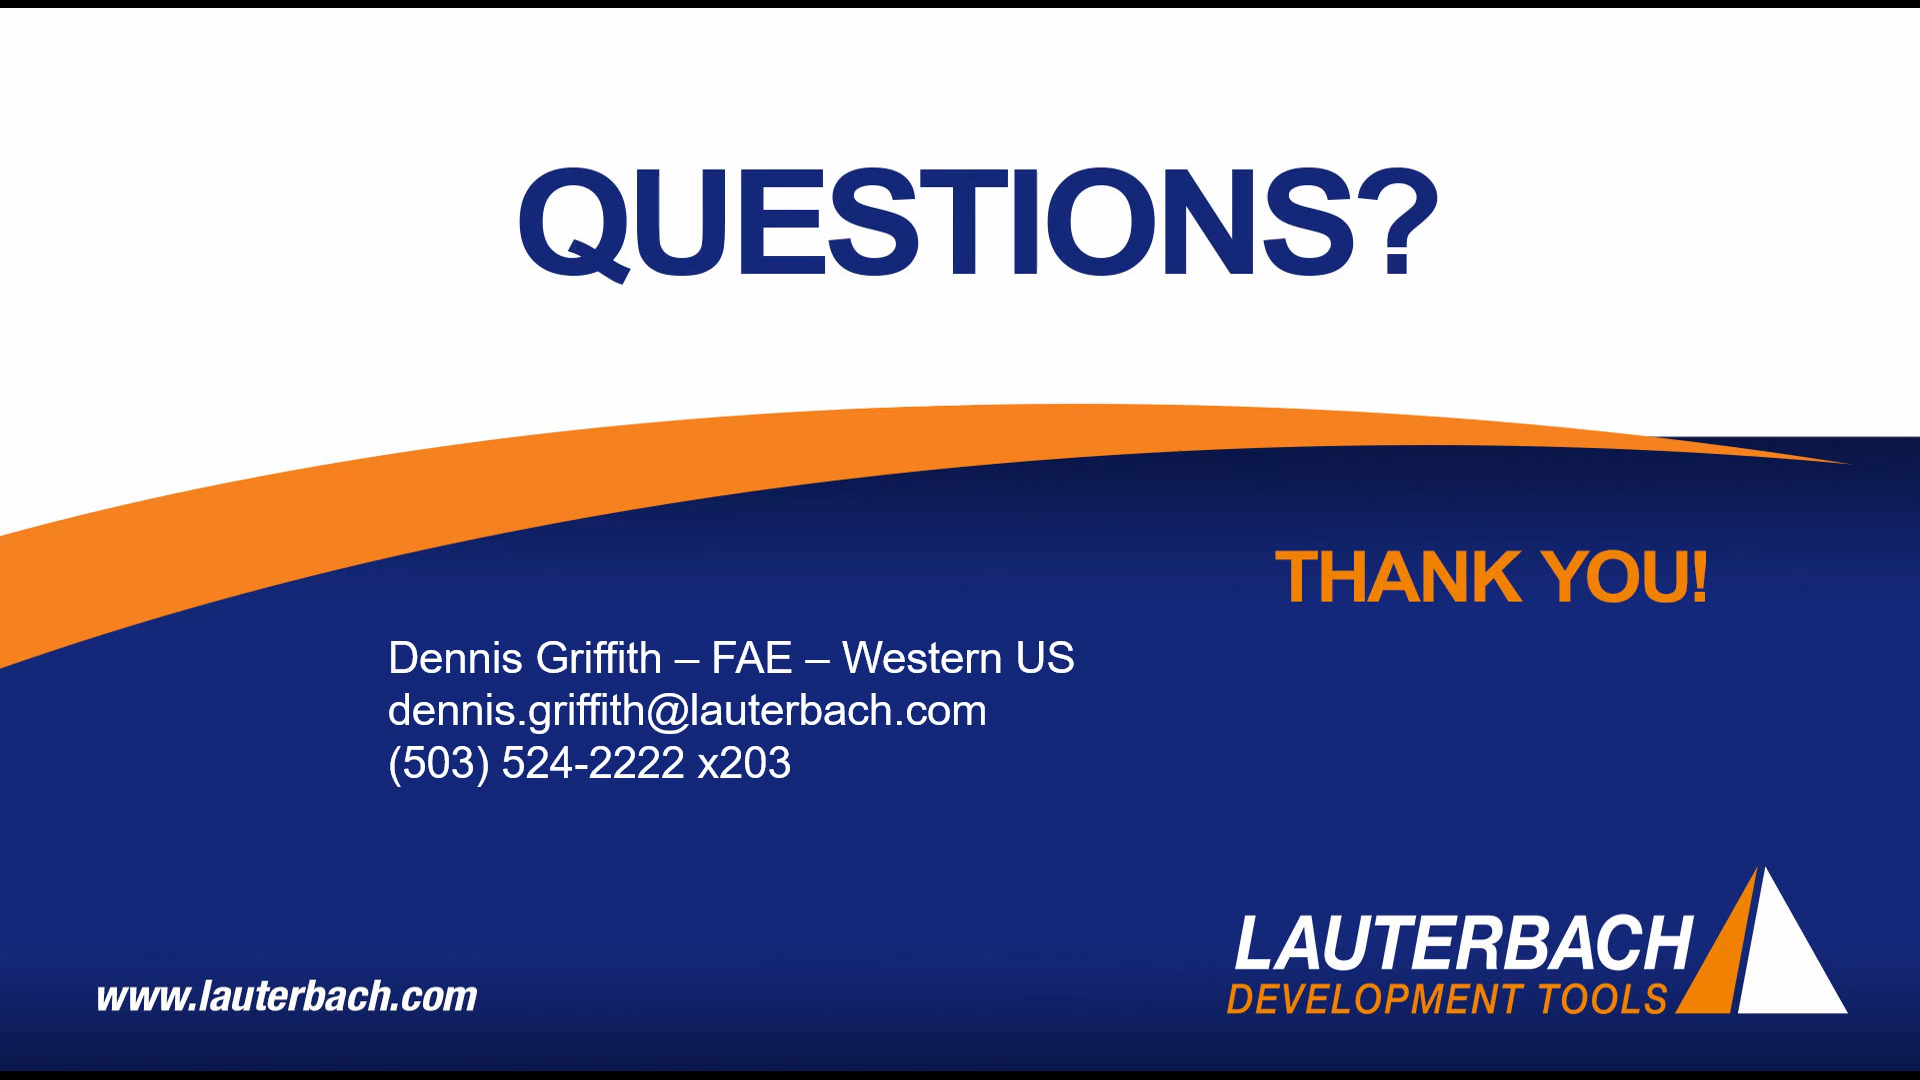 QUESTIONS?
THANK YOU!
Dennis Griffith – FAE – Western US
dennis.griffith@lauterbach.com
(503) 524-2222 x203
LAUTERBACH
DEVELOPMENT TOOLS
www.lauterbach.com